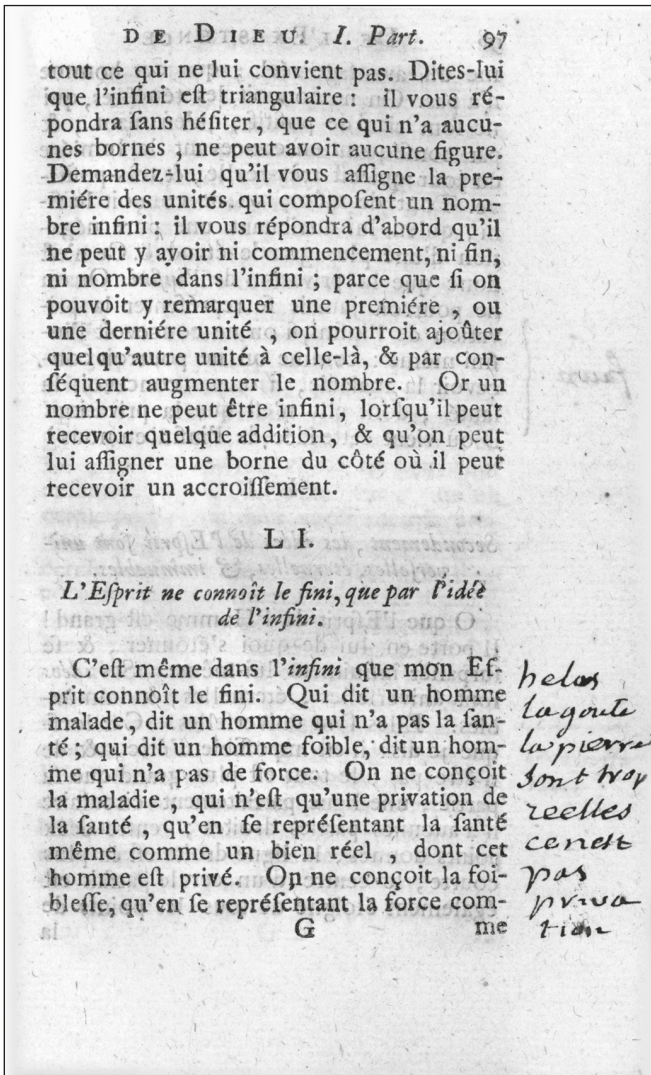 DE DIEU. I. Part. 97
tout ce qui ne lui convient pas. Dites-lui
que l'infini eſt triangulaire : il vous ré-
pondra ſans héſiter, que ce qui n'a aucu-
nes bornes, ne peut avoir aucune figure.
Demandez-lui qu'il vous aſſigne la pre-
miére des unités qui compoſent un nom-
bre infini : il vous répondra d'abord qu'il
ne peut y avoir ni commencement, ni fin,
ni nombre dans l'infini ; parce que ſi on
pouvoit y remarquer une premiére, ou
une derniére unité, on pourroit ajoûter
quelqu'autre unité à celle-là, & par con-
ſéquent augmenter le nombre. Or un
nombre ne peut être infini, lorſqu'il peut
recevoir quelque addition, & qu'on peut
lui aſſigner une borne du côté où il peut
recevoir un accroiſſement.
LI.
L'Eſprit ne connoît le fini, que par l'idée
de l'infini.
C'eſt même dans l'infini que mon Eſ-
prit connoît le fini. Qui dit un homme
malade, dit un homme qui n'a pas la ſan-
té ; qui dit un homme foible, dit un hom-
me qui n'a pas de force. On ne conçoit
la maladie, qui n'eſt qu'une privation de
la ſanté, qu'en ſe repréſentant la ſanté
même comme un bien réel, dont cet
homme eſt privé. On ne conçoit la foi-
bleſſe, qu'en ſe repréſentant la force com-
G me
helas
la goute
la pierre
sont trop
reelles
cenest
pas
priva
tion